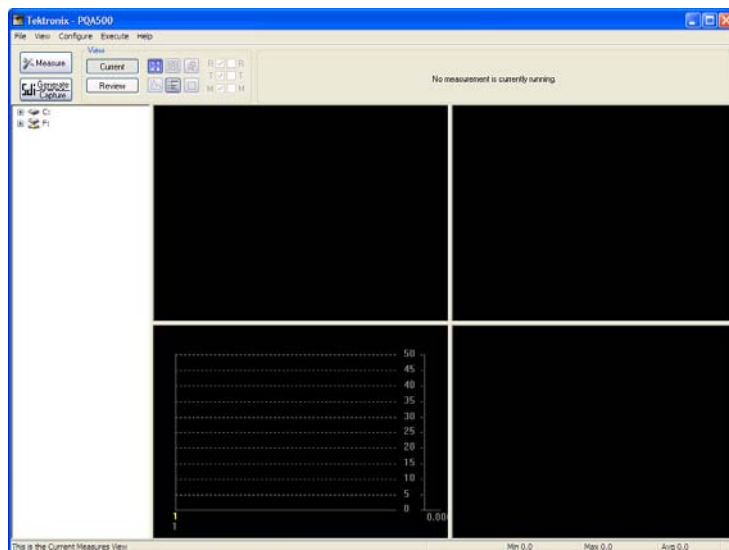 Tektronix - PQA500
File View Configure Execute Help
View
Measure
Current
R R
T T
M M
No measurement is currently running.
Sdi Generate Capture
Review
C:
F:
50
45
40
35
30
25
20
15
10
5
0
1
1
0.00
This is the Current Measures View
Min 0.0
Max 0.0
Avg 0.0